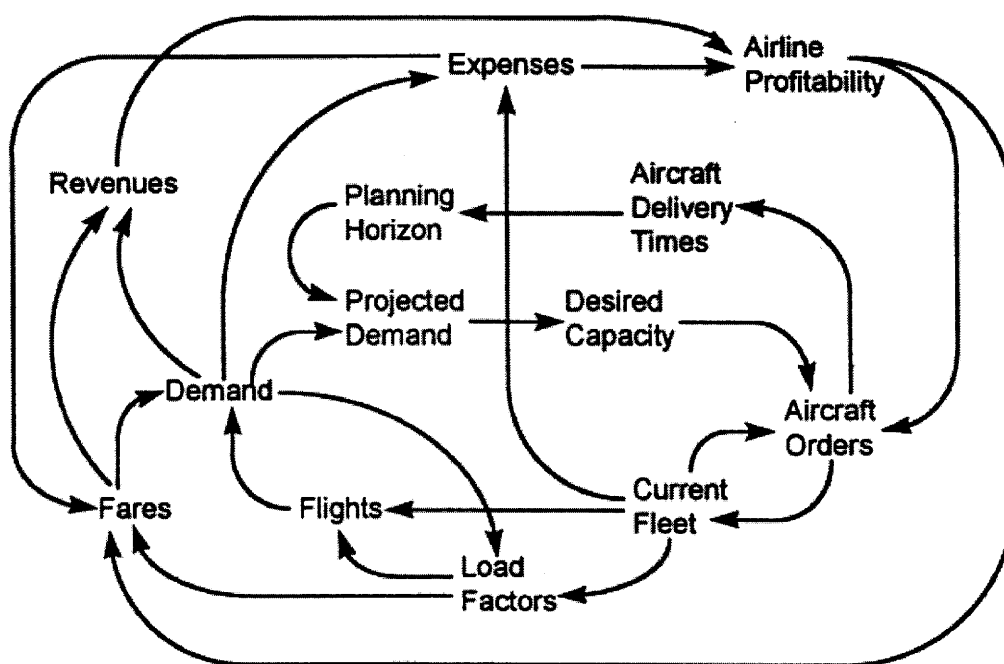 Expenses
Airline
Profitability
Revenues
Planning
Horizon
Aircraft
Delivery
Times
Projected
Demand
Desired
Capacity
Demand
Aircraft
Orders
Fares
Flights
Current
Fleet
Load
Factors